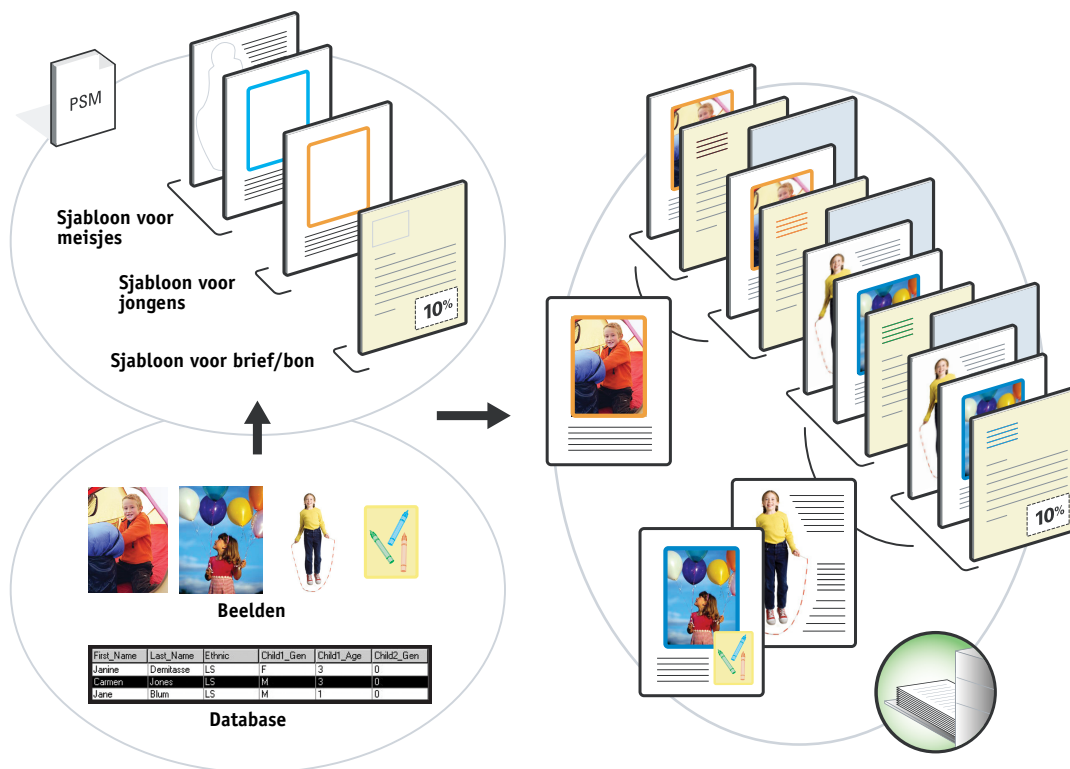 PSM
Sjabloon voor
meisjes
Sjabloon voor
jongens
Sjabloon voor brief/bon
10%
Beelden
First_Name Last_Name Ethnic Child1_Gen Child1_Age Child2_Gen
Janine Demitasse LS F 3 0
Carmen Jones LS M 3 0
Jane Blum LS M 1 0
Database
10%